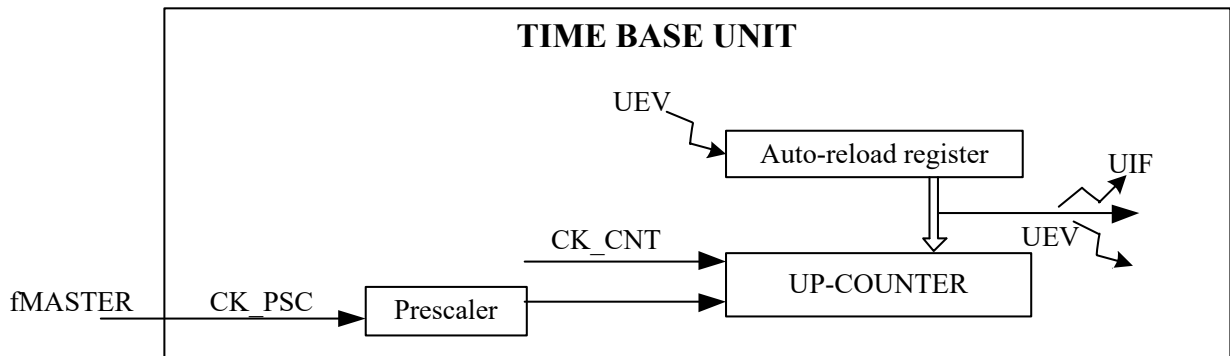 TIME BASE UNIT
UEV
Auto-reload register
UIF
UEV
CK_CNT
UP-COUNTER
fMASTER
CK_PSC
Prescaler